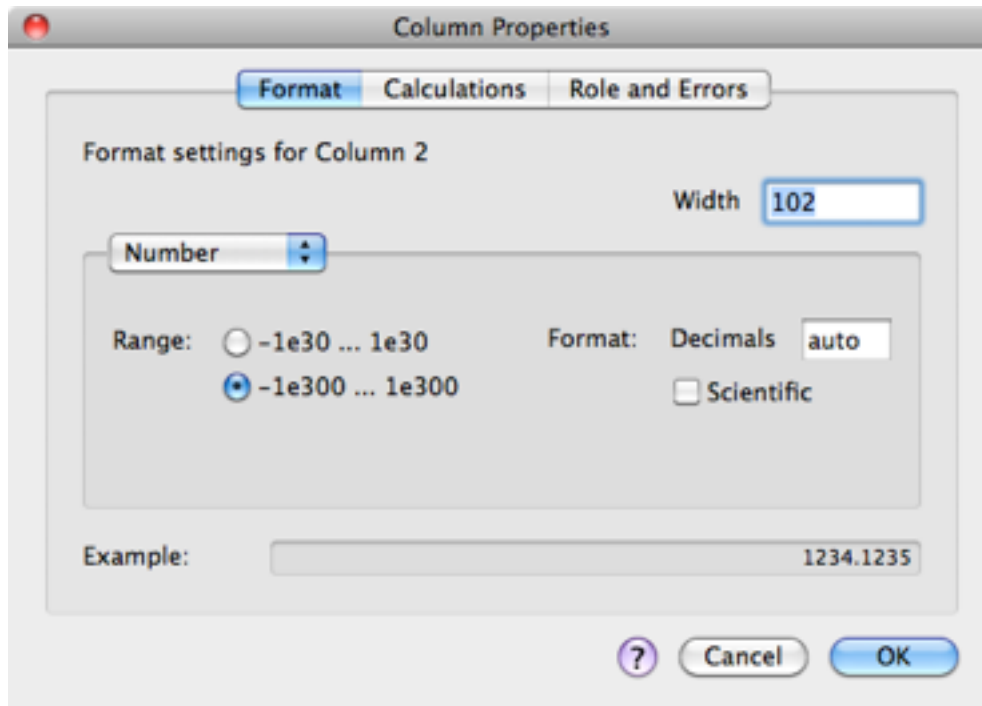 Column Properties
Format Calculations Role and Errors
Format settings for Column 2
Width 102
Number
Range: -1e30 ... 1e30 Format: Decimals auto
-1e300 ... 1e300 Scientific
Example: 1234.1235
? Cancel OK